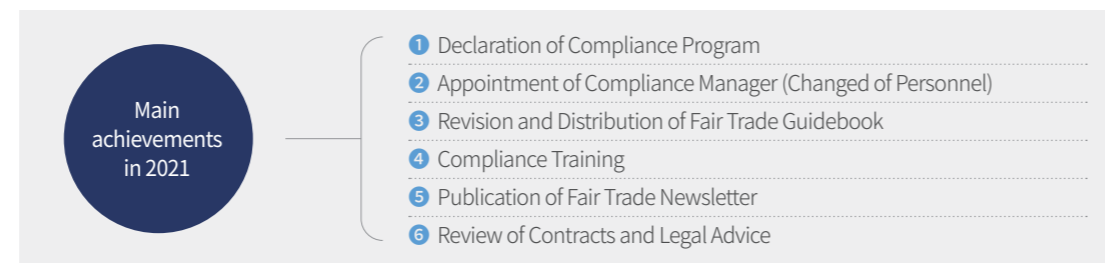 Main
achievements
in 2021
1 Declaration of Compliance Program
2 Appointment of Compliance Manager (Changed of Personnel)
3 Revision and Distribution of Fair Trade Guidebook
4 Compliance Training
5 Publication of Fair Trade Newsletter
6 Review of Contracts and Legal Advice